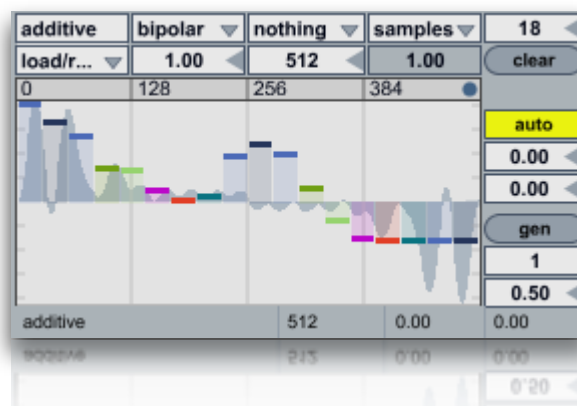 additive bipolar nothing samples 18
load/r... 1.00 512 1.00 clear
0 128 256 384
auto
0.00
0.00
gen
1
0.50
additive 512 0.00 0.00